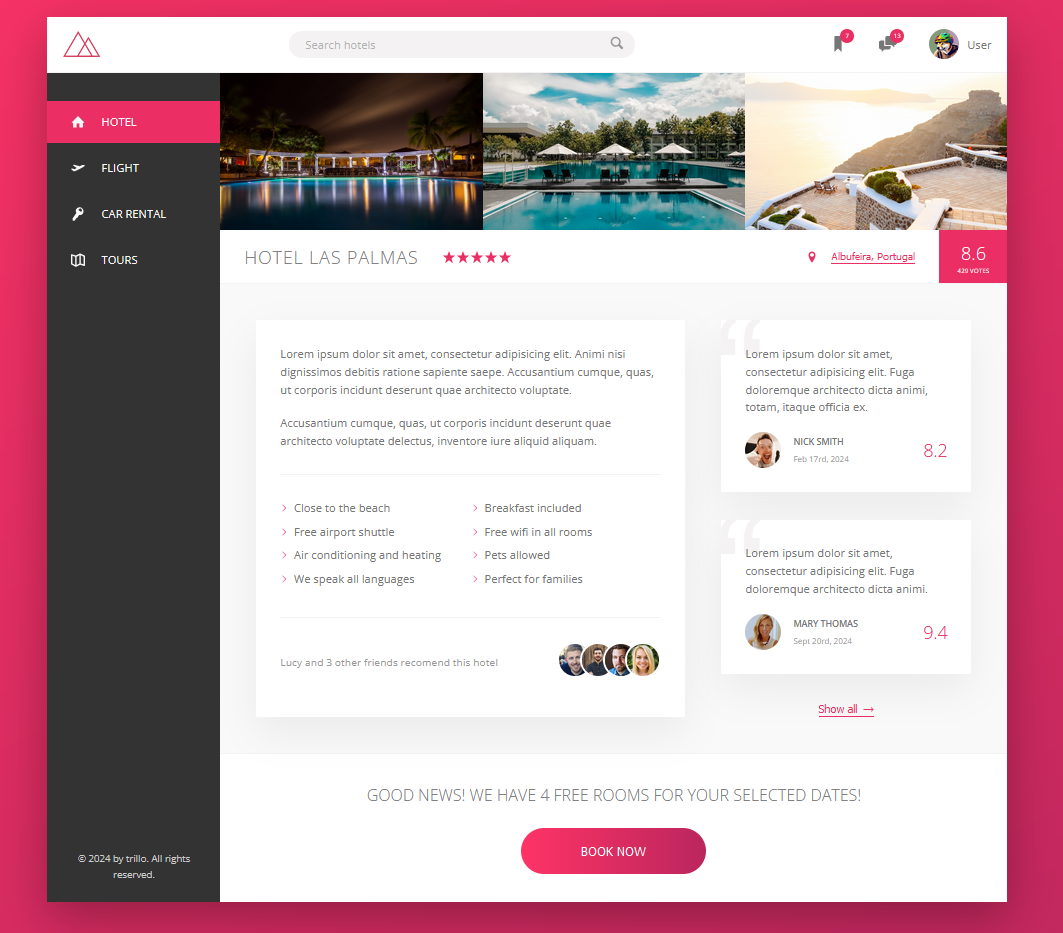 Search hotels
7
13
User
HOTEL
FLIGHT
CAR RENTAL
TOURS
© 2024 by trillo. All rights
reserved.
HOTEL LAS PALMAS
Albufeira, Portugal
8.6
429 VOTES
Lorem ipsum dolor sit amet, consectetur adipisicing elit. Animi nisi
dignissimos debitis ratione sapiente saepe. Accusantium cumque, quas,
ut corporis incidunt deserunt quae architecto voluptate.
Accusantium cumque, quas, ut corporis incidunt deserunt quae
architecto voluptate delectus, inventore iure aliquid aliquam.
Close to the beach
Breakfast included
Free airport shuttle
Free wifi in all rooms
Air conditioning and heating
Pets allowed
We speak all languages
Perfect for families
Lucy and 3 other friends recomend this hotel
“
Lorem ipsum dolor sit amet,
consectetur adipisicing elit. Fuga
doloremque architecto dicta animi,
totam, itaque officia ex.
NICK SMITH
Feb 17rd, 2024
8.2
“
Lorem ipsum dolor sit amet,
consectetur adipisicing elit. Fuga
doloremque architecto dicta animi.
MARY THOMAS
Sept 20rd, 2024
9.4
Show all →
GOOD NEWS! WE HAVE 4 FREE ROOMS FOR YOUR SELECTED DATES!
BOOK NOW